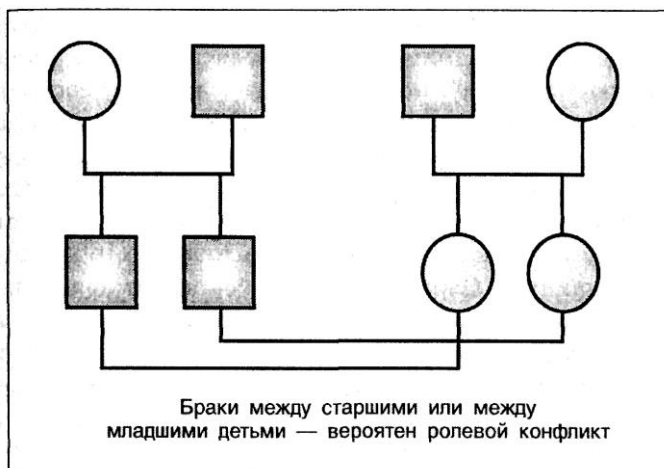 Браки между старшими или между
младшими детьми — вероятен ролевой конфликт